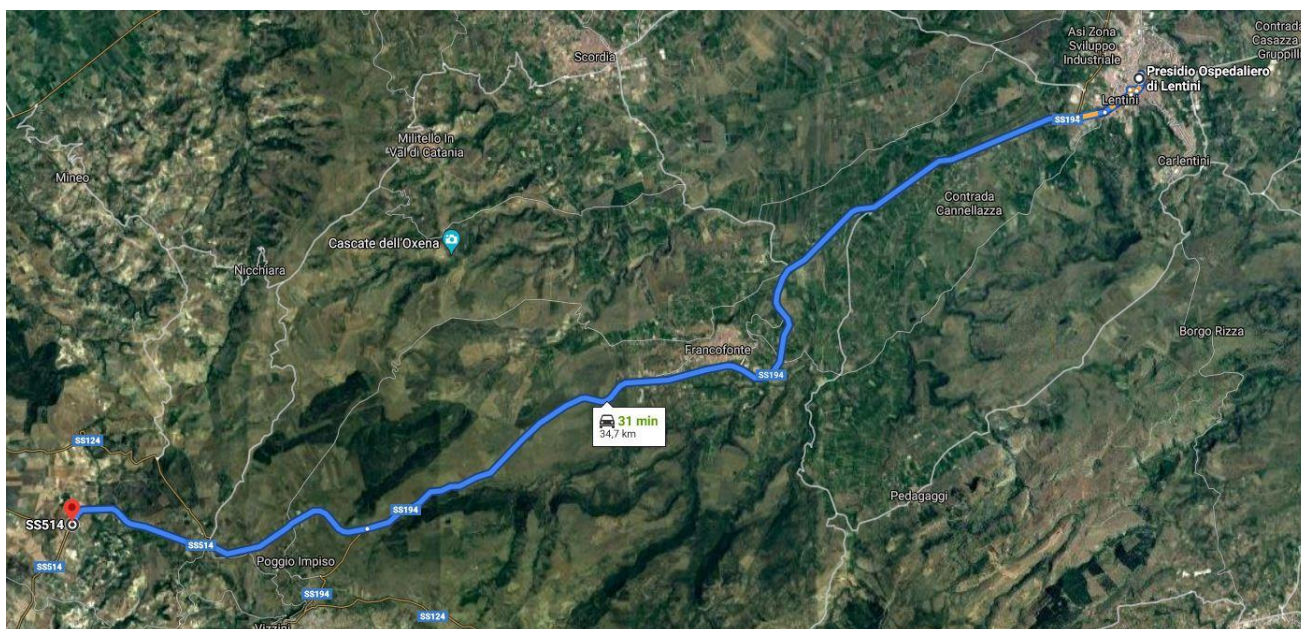 Scordia
Asi Zona
Sviluppo
Industriale
Contrada
Casazza
Gruppill
Presidio Ospedaliero
di Lentini
Lentini
SS194
Carlentini
Militello In
Val di Catania
Mineo
Contrada
Cannellazza
Cascate dell'Oxena
Nicchiara
Borgo Rizza
Francofonte
SS194
31 min
34,7 km
SS124
Pedagaggi
SS194
SS514
SS514
SS514
Poggio Impiso
SS194
SS124
Vizzini